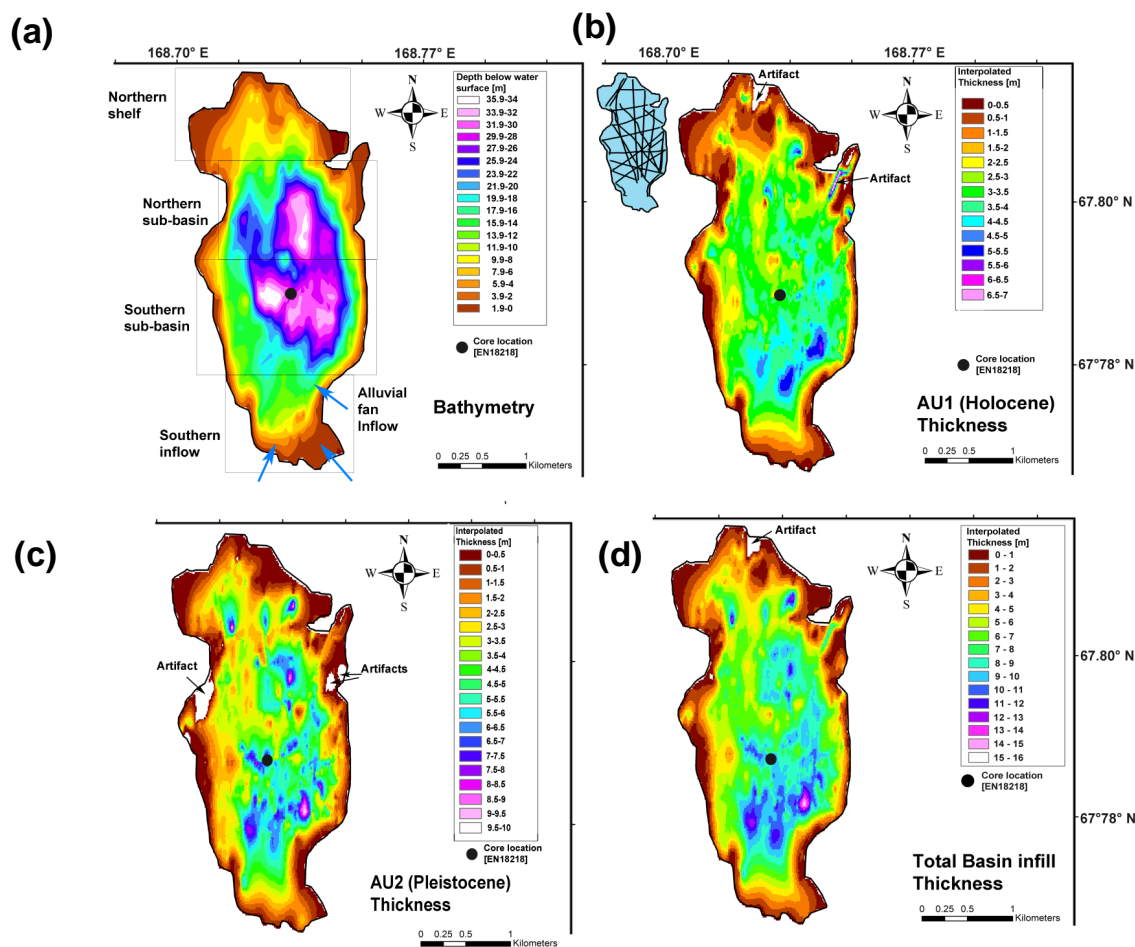 (a)
168.70° E
168.77° E
Northern
shelf
Northern
sub-basin
Southern
sub-basin
Southern
inflow
Alluvial
fan
Inflow
N
W
E
S
Depth below water
surface [m]
35.9-34
33.9-32
31.9-30
29.9-28
27.9-26
25.9-24
23.9-22
21.9-20
19.9-18
17.9-16
15.9-14
13.9-12
11.9-10
9.9-8
7.9-6
5.9-4
3.9-2
1.9-0
Core location
[EN18218]
Bathymetry
0 0.25 0.5 1
Kilometers
(b)
168.70° E
168.77° E
Artifact
Artifact
N
W
E
S
Interpolated
Thickness [m]
0-0.5
0.5-1
1-1.5
1.5-2
2-2.5
2.5-3
3-3.5
3.5-4
4-4.5
4.5-5
5-5.5
5.5-6
6-6.5
6.5-7
67.80° N
67°78° N
Core location
[EN18218]
AU1 (Holocene)
Thickness
0 0.25 0.5 1
Kilometers
(c)
Artifact
Artifacts
N
W
E
S
Interpolated
Thickness [m]
0-0.5
0.5-1
1-1.5
1.5-2
2-2.5
2.5-3
3-3.5
3.5-4
4-4.5
4.5-5
5-5.5
5.5-6
6-6.5
6.5-7
7-7.5
7.5-8
8-8.5
8.5-9
9-9.5
9.5-10
Core location
[EN18218]
AU2 (Pleistocene)
Thickness
0 0.25 0.5 1
Kilometers
(d)
Artifact
N
W
E
S
Interpolated
Thickness [m]
0 - 1
1 - 2
2 - 3
3 - 4
4 - 5
5 - 6
6 - 7
7 - 8
8 - 9
9 - 10
10 - 11
11 - 12
12 - 13
13 - 14
14 - 15
15 - 16
Core location
[EN18218]
67.80° N
67°78° N
Total Basin infill
Thickness
0 0.25 0.5 1
Kilometers